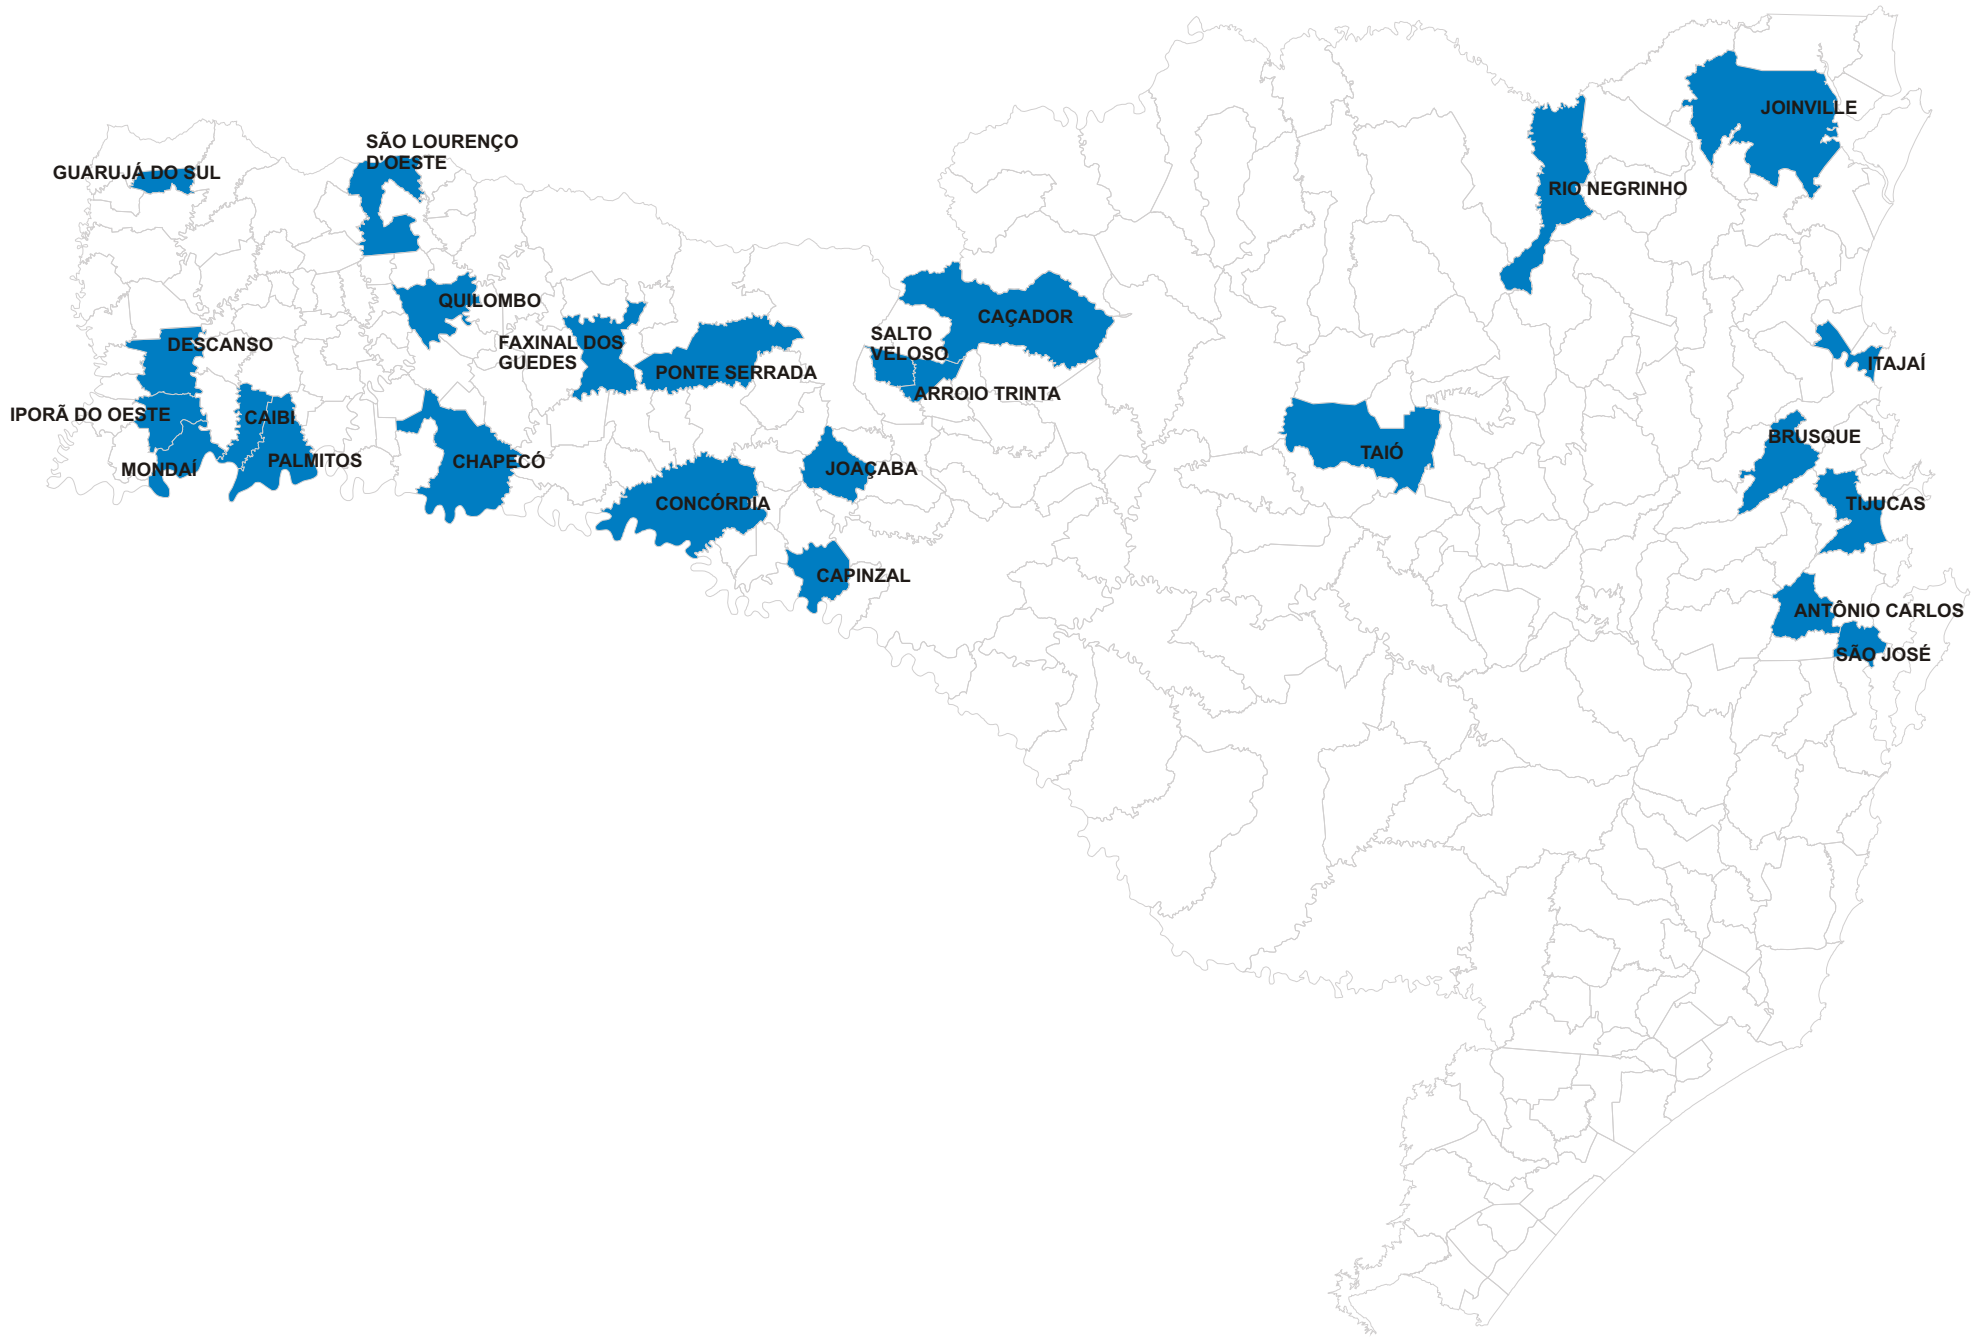 JOINVILLE
SÃO LOURENÇO
D'OESTE
GUARUJÁ DO SUL
RIO NEGRINHO
QUILOMBO
CAÇADOR
SALTO
VELOSO
DESCANSO
FAXINAL DOS
GUEDES
PONTE SERRADA
ITAJAÍ
ARROIO TRINTA
IPORÃ DO OESTE
CAIBI
BRUSQUE
TAIÓ
MONDAÍ
PALMITOS
CHAPECÓ
JOAÇABA
CONCÓRDIA
TIJUCAS
CAPINZAL
ANTÔNIO CARLOS
SÃO JOSÉ